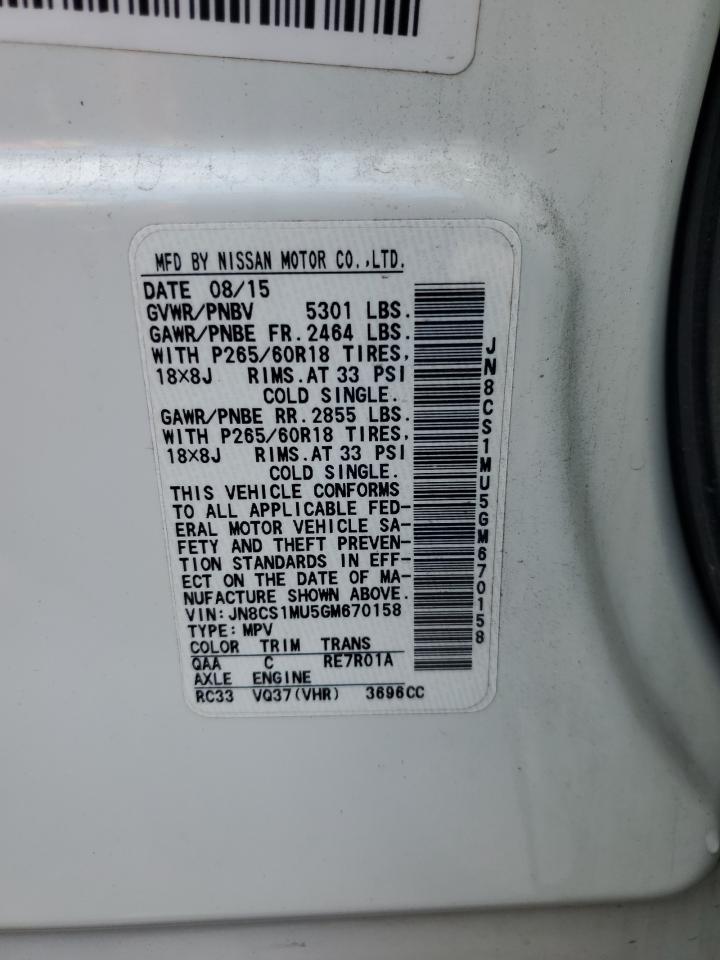 MFD BY NISSAN MOTOR CO.,LTD.
DATE 08/15
GVWR/PNBV 5301 LBS.
GAWR/PNBE FR.2464 LBS.
WITH P265/60R18 TIRES,
18×8J RIMS.AT 33 PSI
COLD SINGLE.
GAWR/PNBE RR.2855 LBS.
WITH P265/60R18 TIRES,
18×8J RIMS.AT 33 PSI
COLD SINGLE.
THIS VEHICLE CONFORMS
TO ALL APPLICABLE FED-
ERAL MOTOR VEHICLE SA-
FETY AND THEFT PREVEN-
TION STANDARDS IN EFF-
ECT ON THE DATE OF MA-
NUFACTURE SHOWN ABOVE.
VIN:JN8CS1MU5GM670158
TYPE:MPV
COLOR TRIM TRANS
QAA C RE7R01A
AXLE ENGINE
RC33 VQ37(VHR) 3696CC
JN8CS1MU5GM670158